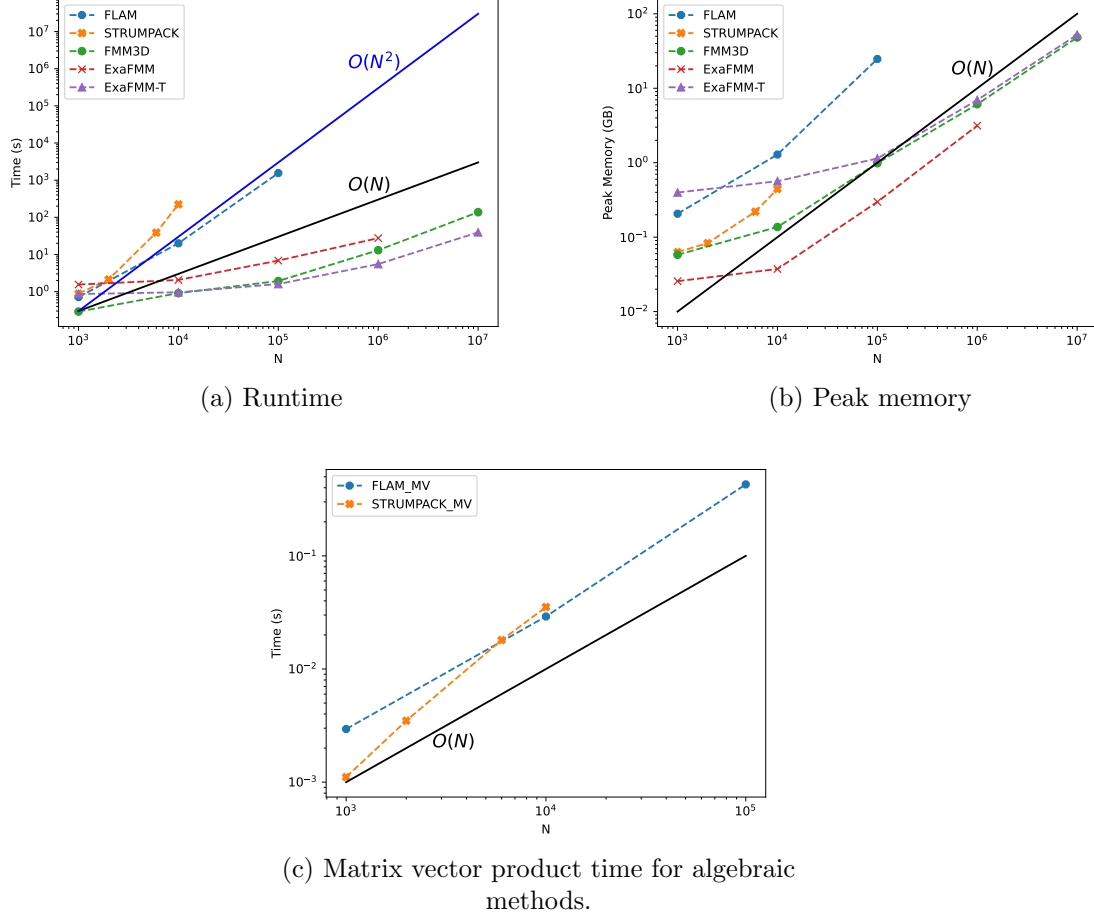 FLAM
STRUMPACK
FMM3D
ExaFMM
ExaFMM-T
O(N²)
O(N)
10⁷
10⁶
10⁵
10⁴
10³
10²
10¹
10⁰
Time (s)
10³ 10⁴ 10⁵ 10⁶ 10⁷
N
(a) Runtime
FLAM
STRUMPACK
FMM3D
ExaFMM
ExaFMM-T
O(N)
10²
10¹
10⁰
10⁻¹
10⁻²
Peak Memory (GB)
10³ 10⁴ 10⁵ 10⁶ 10⁷
N
(b) Peak memory
FLAM_MV
STRUMPACK_MV
O(N)
10⁻¹
10⁻²
10⁻³
Time (s)
10³ 10⁴ 10⁵
N
(c) Matrix vector product time for algebraic
methods.